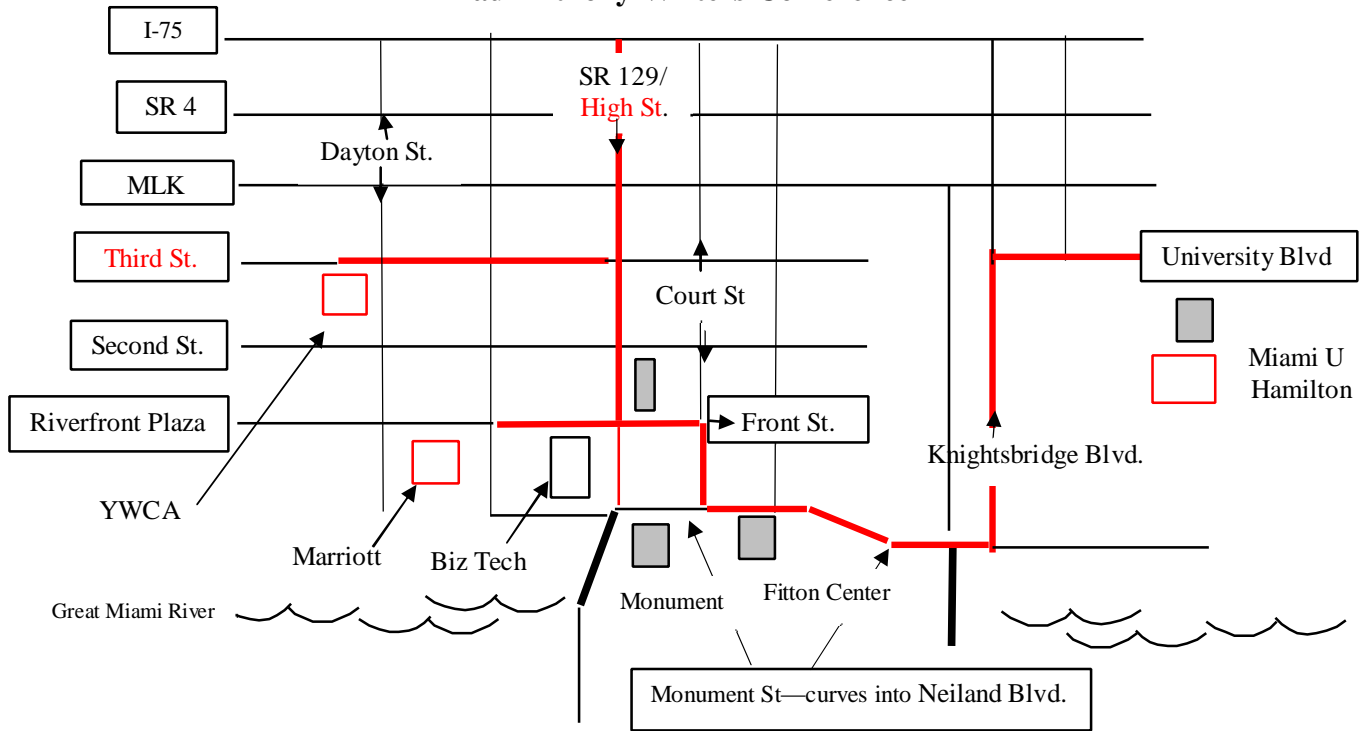 I-75
SR 129/
High St.
SR 4
Dayton St.
MLK
Third St.
University Blvd
Court St
Second St.
Miami U
Hamilton
Riverfront Plaza
Front St.
Knightsbridge Blvd.
YWCA
Marriott
Biz Tech
Monument
Fitton Center
Great Miami River
Monument St—curves into Neiland Blvd.